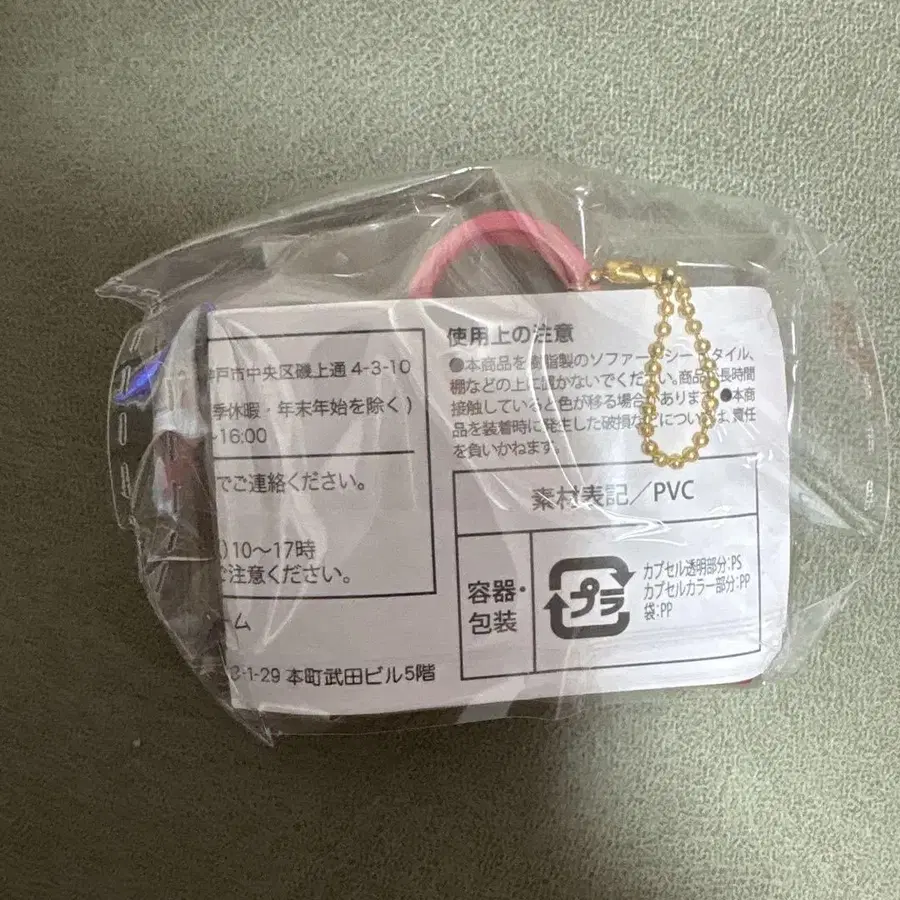 戸市中央区磯上通 4-3-10
季休暇・年末年始を除く)
~16:00
でご連絡ください。
)10～17時
ご注意ください。
ーム
3-1-29 本町武田ビル5階
使用上の注意
●本商品を樹脂製のソファー、シート、タイル、
棚などの上に置かないでください。商品が長時間
接触していると色が移る場合があります。●本商
品を装着時に発生した破損などについては、責任
を負いかねます。
素材表記／PVC
容器・
包装
プラ
カプセル透明部分:PS
カプセルカラー部分:PP
袋:PP